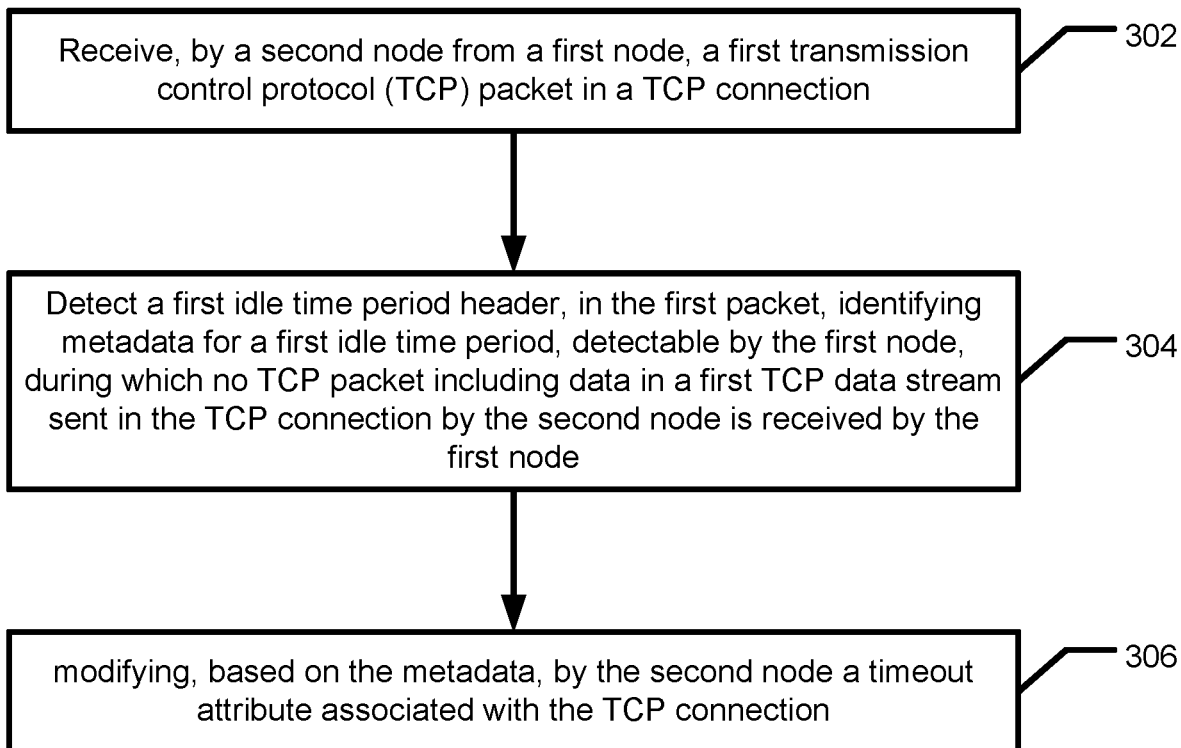 Receive, by a second node from a first node, a first transmission
control protocol (TCP) packet in a TCP connection
302
Detect a first idle time period header, in the first packet, identifying
metadata for a first idle time period, detectable by the first node,
during which no TCP packet including data in a first TCP data stream
sent in the TCP connection by the second node is received by the
first node
304
modifying, based on the metadata, by the second node a timeout
attribute associated with the TCP connection
306